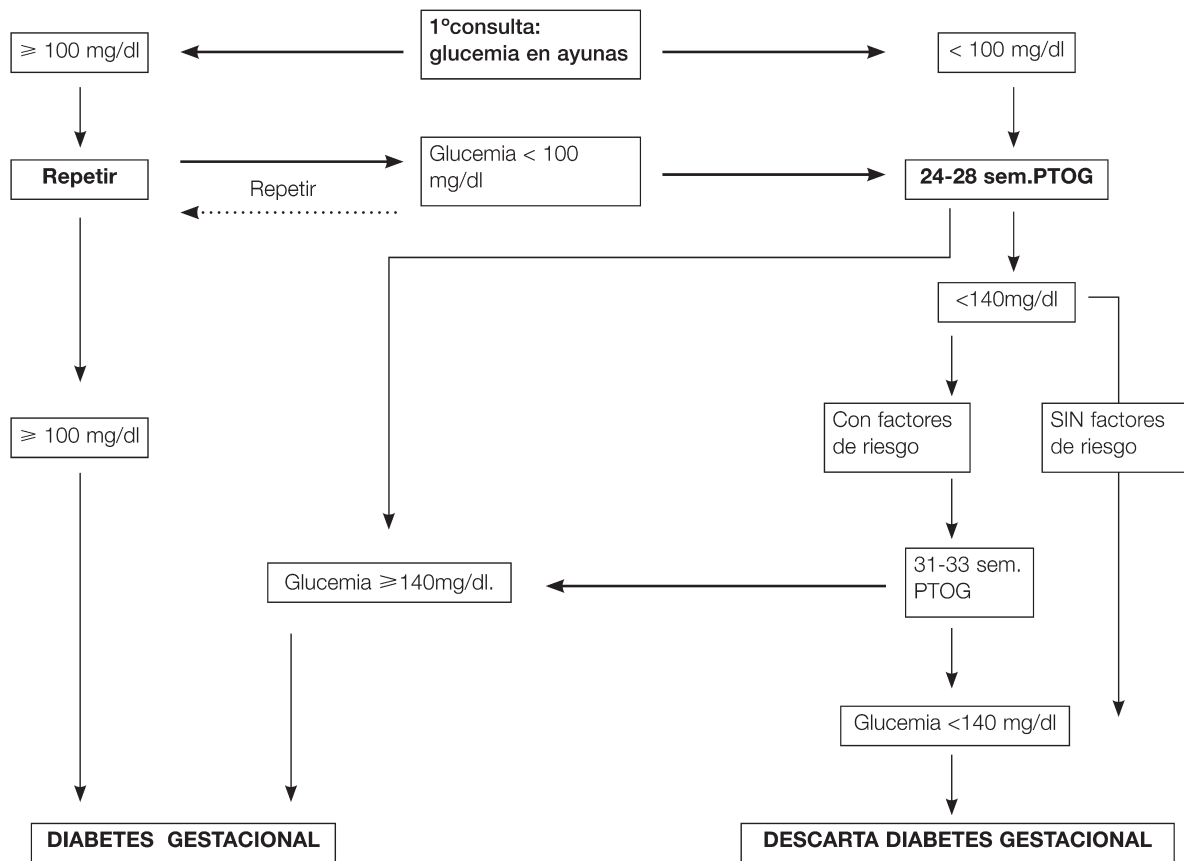 ≥ 100 mg/dl
1ºconsulta:
glucemia en ayunas
< 100 mg/dl
Repetir
Repetir
Glucemia < 100
mg/dl
24-28 sem.PTOG
<140mg/dl
≥ 100 mg/dl
Con factores
de riesgo
SIN factores
de riesgo
Glucemia ≥140mg/dl.
31-33 sem.
PTOG
Glucemia <140 mg/dl
DIABETES GESTACIONAL
DESCARTA DIABETES GESTACIONAL